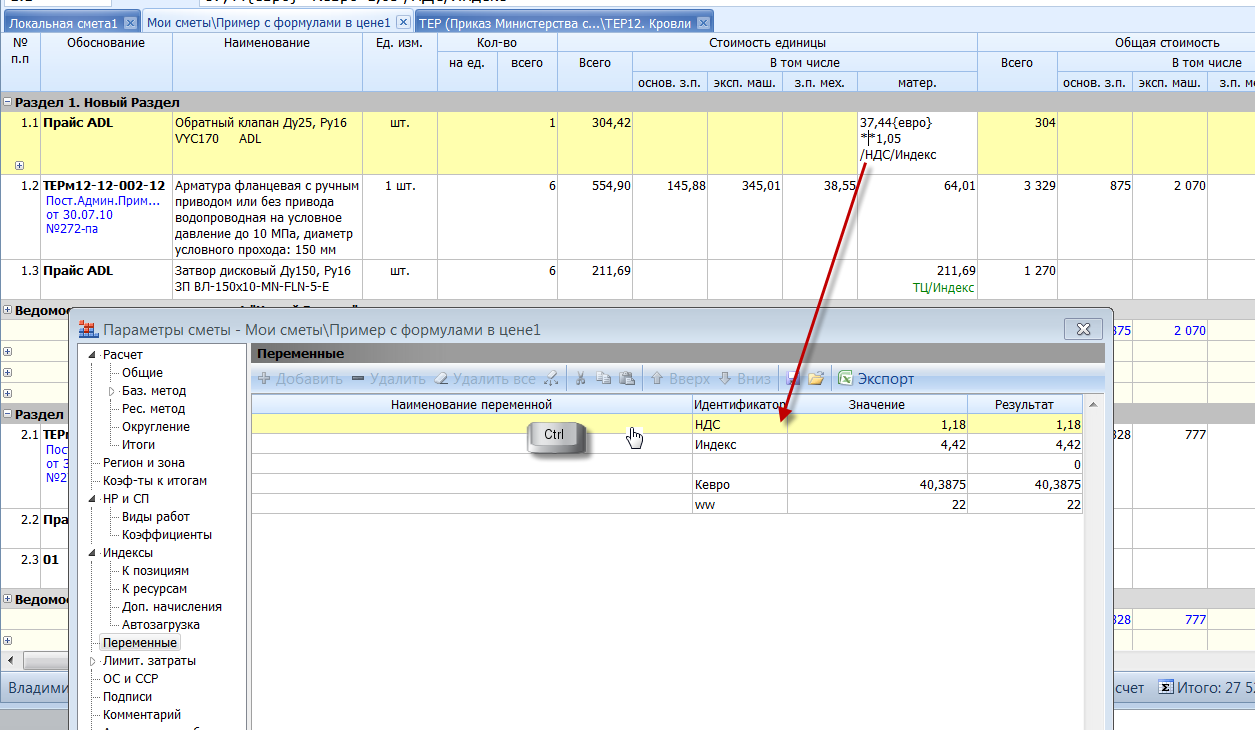 Локальная смета1
Мои сметы\Пример с формулами в цене1
ТЕР (Приказ Министерства с...\ТЕР12. Кровли
№ п.п
Обоснование
Наименование
Ед. изм.
Кол-во
Стоимость единицы
Общая стоимость
на ед.
всего
Всего
В том числе
Всего
В том числе
основ. з.п.
эксп. маш.
з.п. мех.
матер.
основ. з.п.
эксп. маш.
Раздел 1. Новый Раздел
1.1 Прайс ADL
Обратный клапан Ду25, Ру16
VYC170 ADL
шт.
1
304,42
37,44{евро}
**1,05
/НДС/Индекс
304
1.2 ТЕРм12-12-002-12
Пост.Админ.Прим...
от 30.07.10
№272-па
Арматура фланцевая с ручным
приводом или без привода
водопроводная на условное
давление до 10 МПа, диаметр
условного прохода: 150 мм
1 шт.
6
554,90
145,88
345,01
38,55
64,01
3 329
875
2 070
1.3 Прайс ADL
Затвор дисковый Ду150, Ру16
ЗП ВЛ-150х10-MN-FLN-5-E
шт.
6
211,69
211,69
ТЦ/Индекс
1 270
2 070
Параметры сметы - Мои сметы\Пример с формулами в цене1
Расчет
Общие
Баз. метод
Рес. метод
Округление
Итоги
Регион и зона
Коэф-ты к итогам
НР и СП
Виды работ
Коэффициенты
Индексы
К позициям
К ресурсам
Доп. начисления
Автозагрузка
Переменные
Лимит. затраты
ОС и ССР
Подписи
Комментарий
Переменные
Добавить
Удалить
Удалить все
Вверх
Вниз
Экспорт
Наименование переменной
Идентификатор
Значение
Результат
НДС
1,18
1,18
Индекс
4,42
4,42
0
Кевро
40,3875
40,3875
ww
22
22
Ctrl
Раздел
2.1
777
2.2
2.3 01
777
Итого: 27